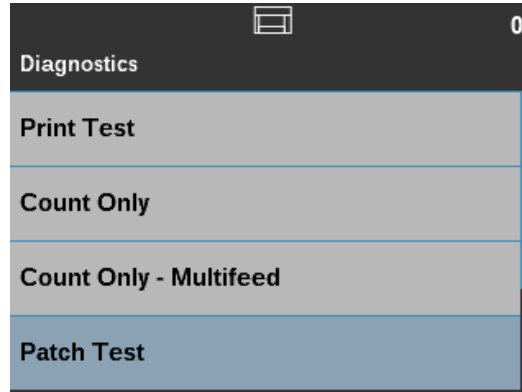 0
Diagnostics
Print Test
Count Only
Count Only - Multifeed
Patch Test